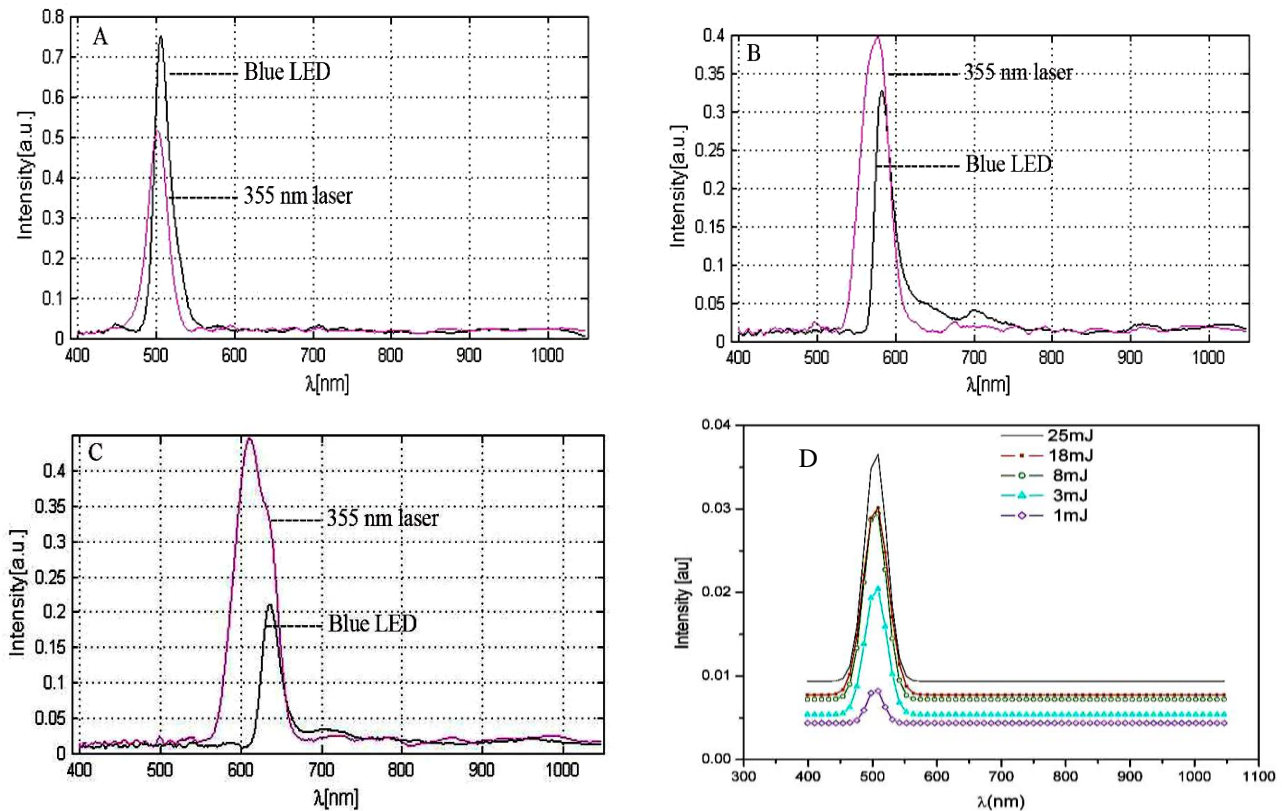 A
Intensity[a.u.]
0.8
0.7
0.6
0.5
0.4
0.3
0.2
0.1
0
Blue LED
355 nm laser
400 500 600 700 800 900 1000
λ[nm]
B
Intensity[a.u.]
0.4
0.35
0.3
0.25
0.2
0.15
0.1
0.05
0
355 nm laser
Blue LED
400 500 600 700 800 900 1000
λ[nm]
C
Intensity[a.u.]
0.4
0.35
0.3
0.25
0.2
0.15
0.1
0.05
0
355 nm laser
Blue LED
400 500 600 700 800 900 1000
λ[nm]
D
Intensity [au]
0.04
0.03
0.02
0.01
0.00
25mJ
18mJ
8mJ
3mJ
1mJ
300 400 500 600 700 800 900 1000 1100
λ(nm)